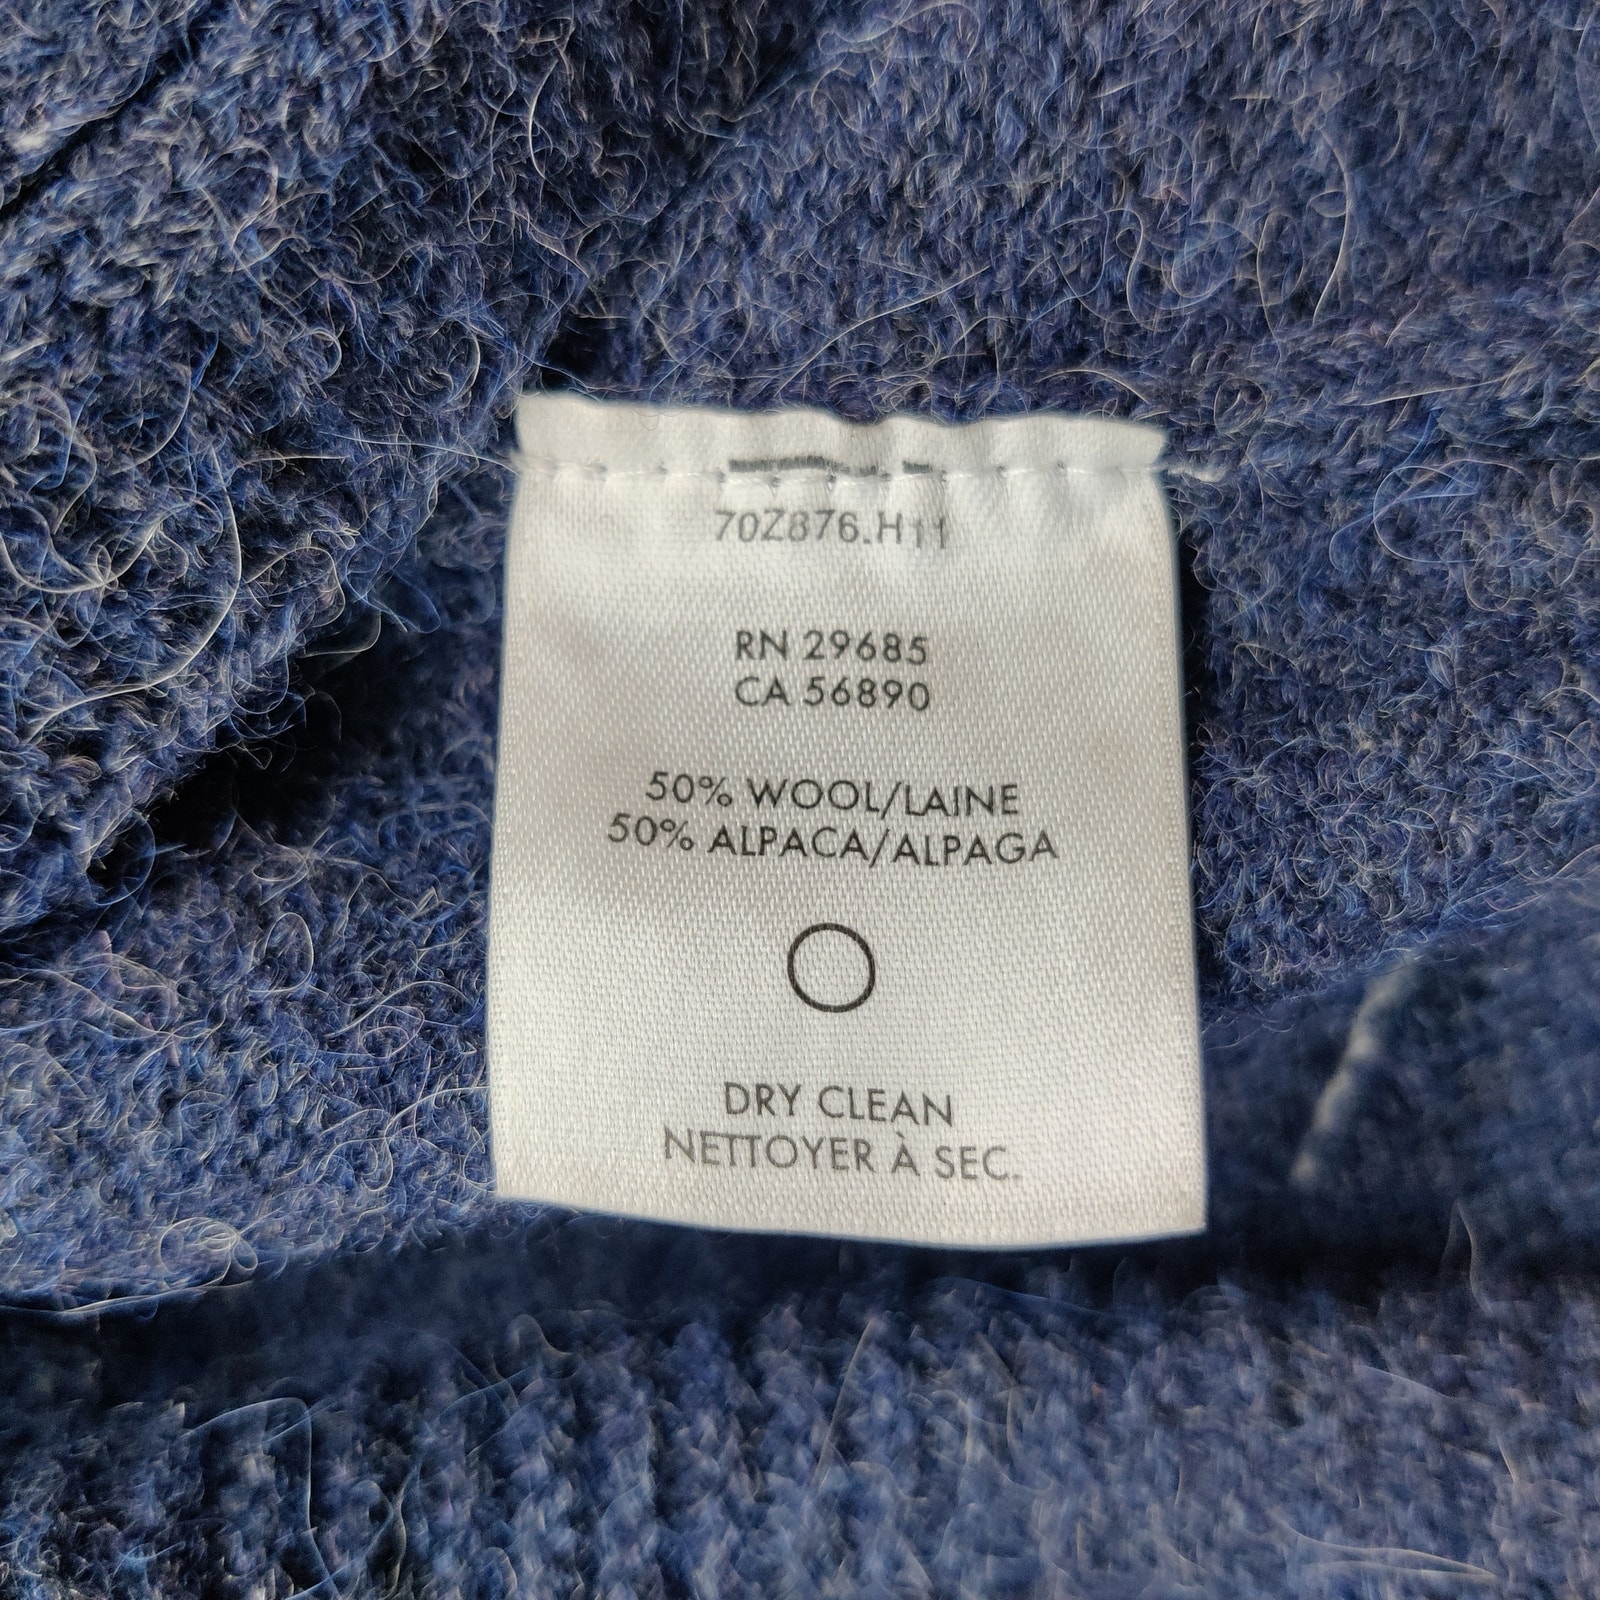 70Z876.H11
RN 29685
CA 56890
50% WOOL/LAINE
50% ALPACA/ALPAGA
DRY CLEAN
NETTOYER À SEC.